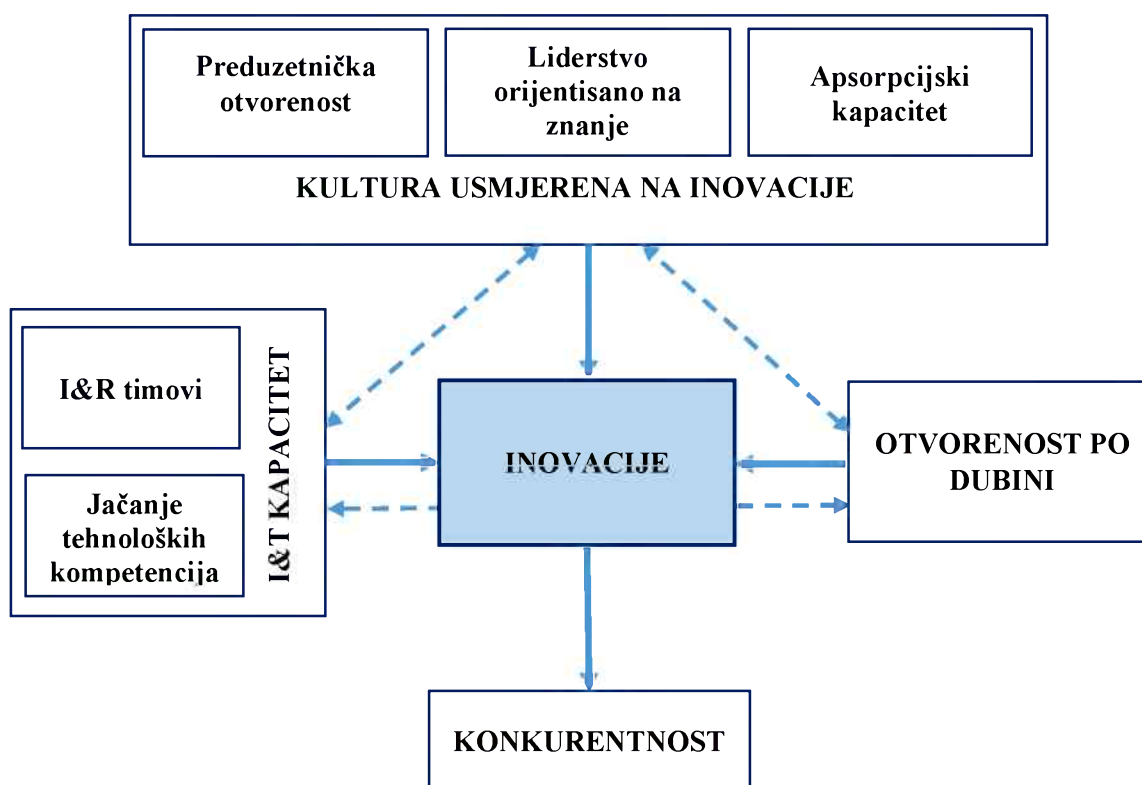 Preduzetnička
otvorenost
Liderstvo
orijentisano na
znanje
Apsorpcijski
kapacitet
KULTURA USMJERENA NA INOVACIJE
I&R timovi
Jačanje
tehnoloških
kompetencija
I&T KAPACITET
INOVACIJE
OTVORENOST PO
DUBINI
KONKURENTNOST